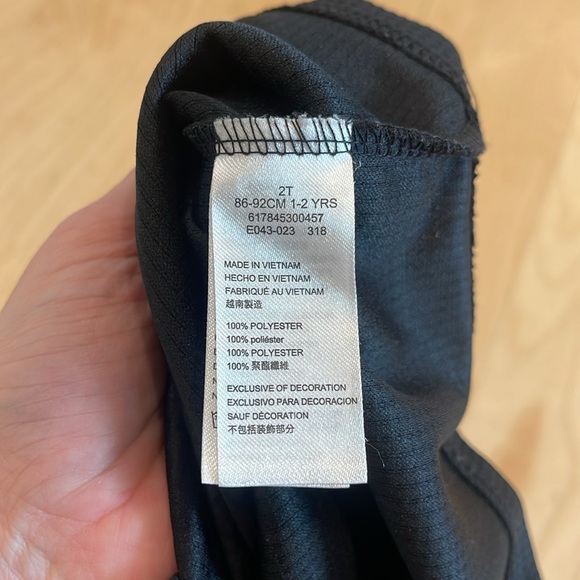 2T
86-92CM 1-2 YRS
617845300457
E043-023 318
MADE IN VIETNAM
HECHO EN VIETNAM
FABRIQUÉ AU VIETNAM
越南製造
100% POLYESTER
100% poliéster
100% POLYESTER
100% 聚酯纖維
EXCLUSIVE OF DECORATION
EXCLUSIVO PARA DECORACION
SAUF DÉCORATION
不包括装飾部分